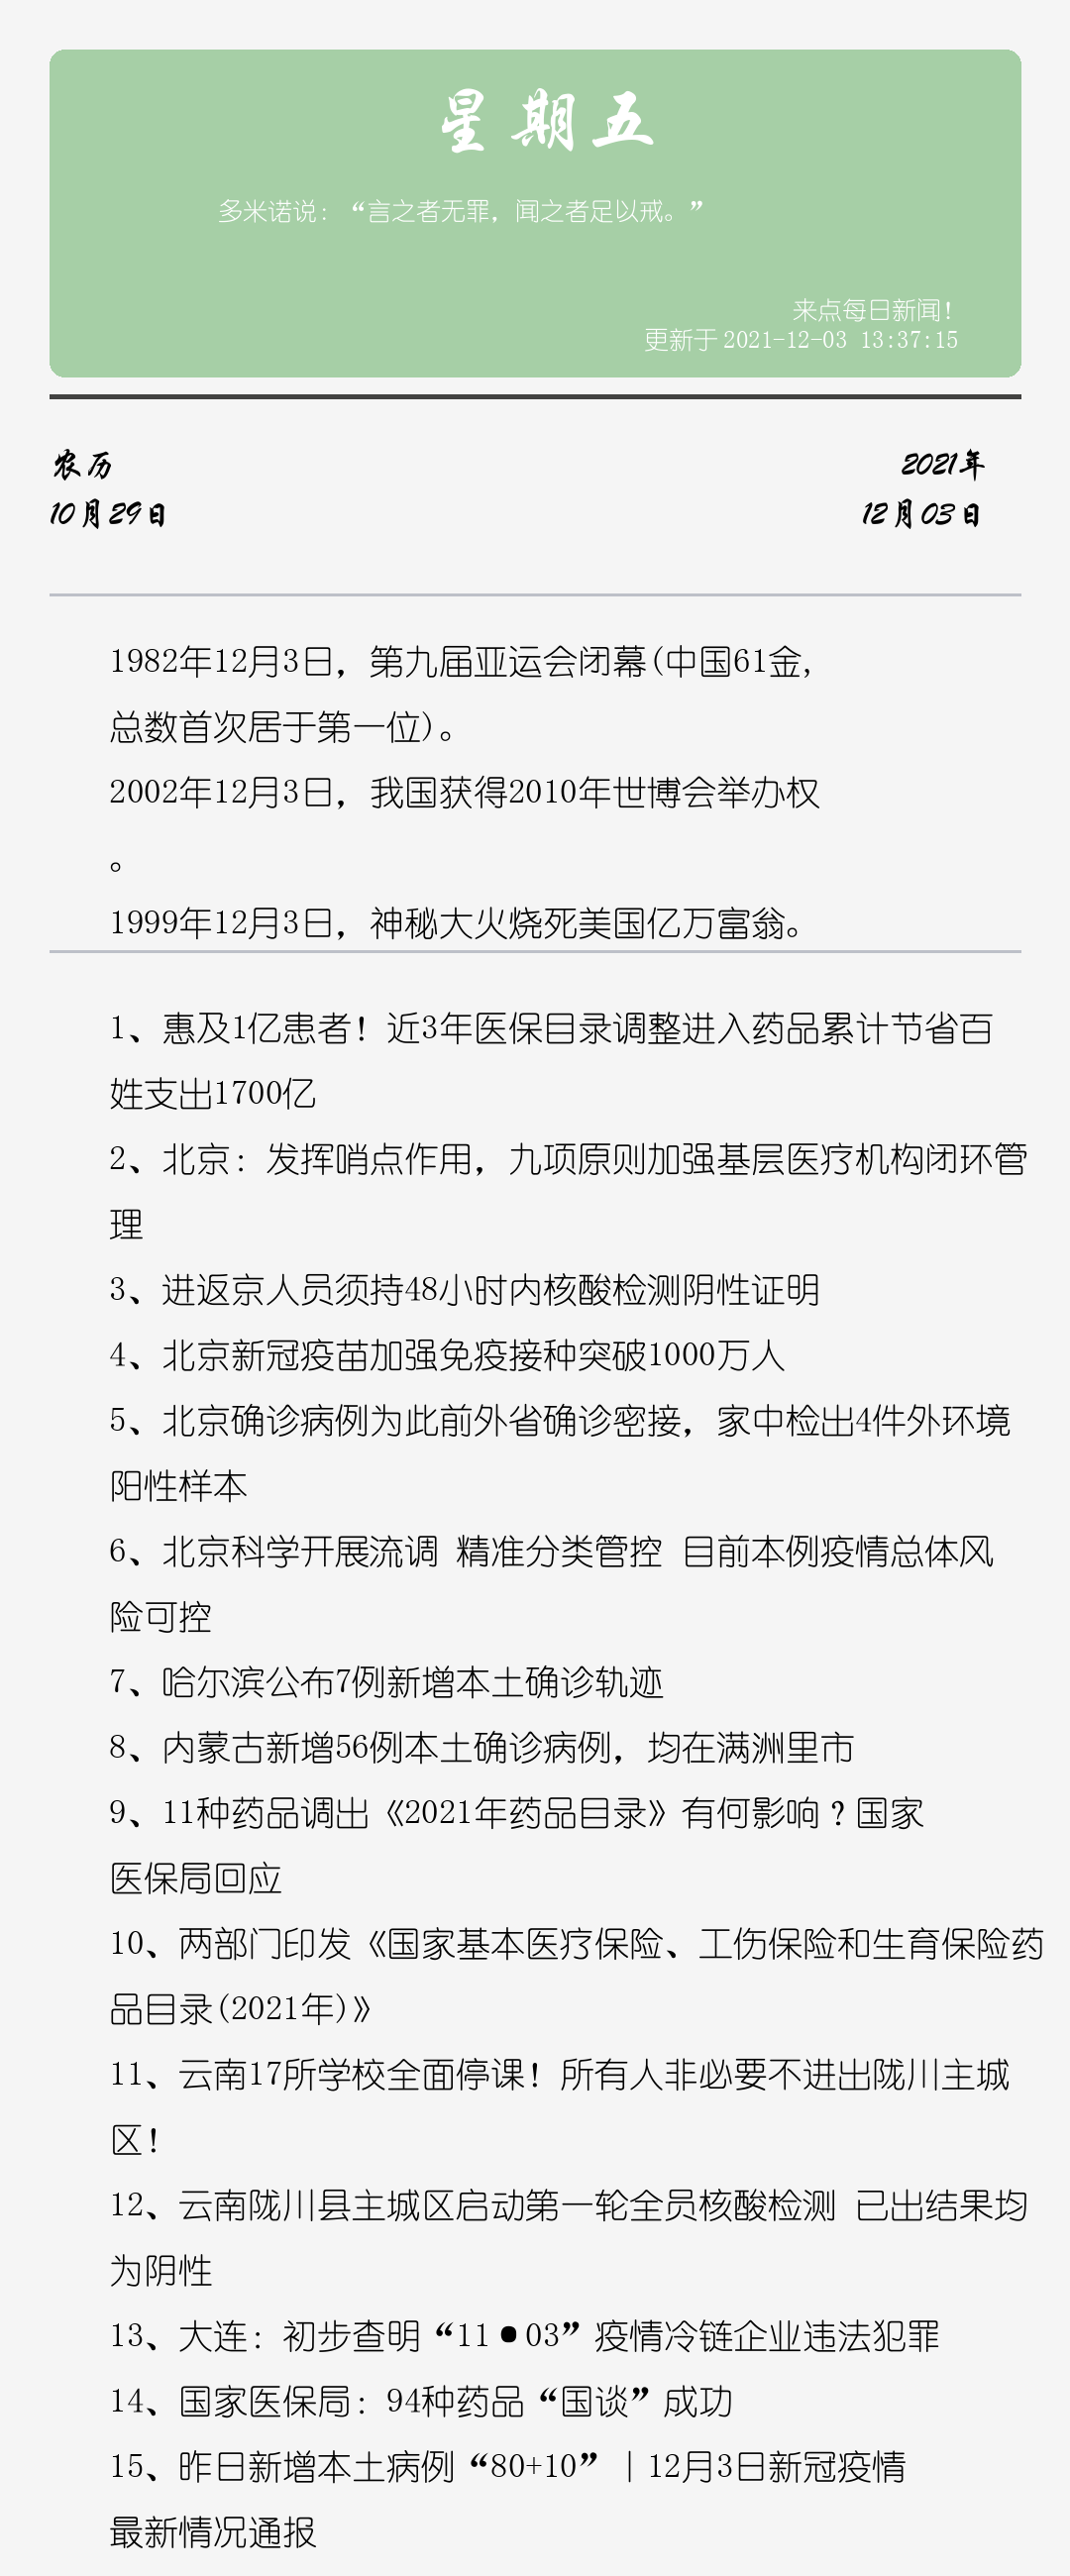 星期五
多米诺说：“言之者无罪，闻之者足以戒。”
来点每日新闻！
更新于 2021-12-03 13:37:15
农历
2021年
10月29日
12月03日
1982年12月3日，第九届亚运会闭幕(中国61金,
总数首次居于第一位)。
2002年12月3日，我国获得2010年世博会举办权
。
1999年12月3日，神秘大火烧死美国亿万富翁。
1、惠及1亿患者！近3年医保目录调整进入药品累计节省百
姓支出1700亿
2、北京：发挥哨点作用，九项原则加强基层医疗机构闭环管
理
3、进返京人员须持48小时内核酸检测阴性证明
4、北京新冠疫苗加强免疫接种突破1000万人
5、北京确诊病例为此前外省确诊密接，家中检出4件外环境
阳性样本
6、北京科学开展流调 精准分类管控 目前本例疫情总体风
险可控
7、哈尔滨公布7例新增本土确诊轨迹
8、内蒙古新增56例本土确诊病例，均在满洲里市
9、11种药品调出《2021年药品目录》有何影响？国家
医保局回应
10、两部门印发《国家基本医疗保险、工伤保险和生育保险药
品目录(2021年)》
11、云南17所学校全面停课！所有人非必要不进出陇川主城
区！
12、云南陇川县主城区启动第一轮全员核酸检测 已出结果均
为阴性
13、大连：初步查明“11•03”疫情冷链企业违法犯罪
14、国家医保局：94种药品“国谈”成功
15、昨日新增本土病例“80+10”｜12月3日新冠疫情
最新情况通报